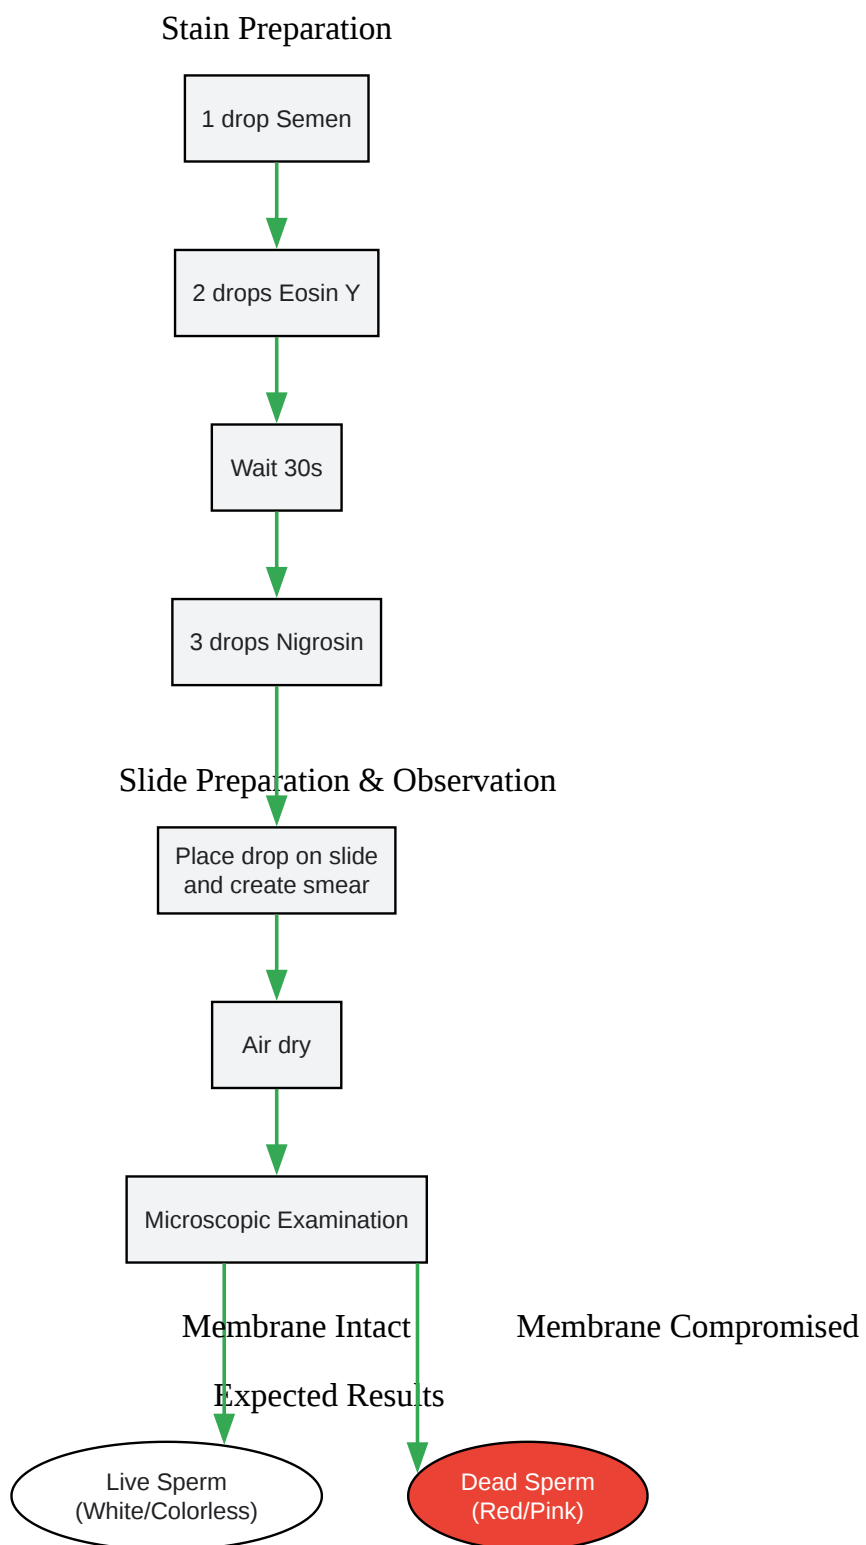 Stain Preparation
1 drop Semen
2 drops Eosin Y
Wait 30s
3 drops Nigrosin
Slide Preparation & Observation
Place drop on slide
and create smear
Air dry
Microscopic Examination
Membrane Intact
Membrane Compromised
Expected Results
Live Sperm
(White/Colorless)
Dead Sperm
(Red/Pink)